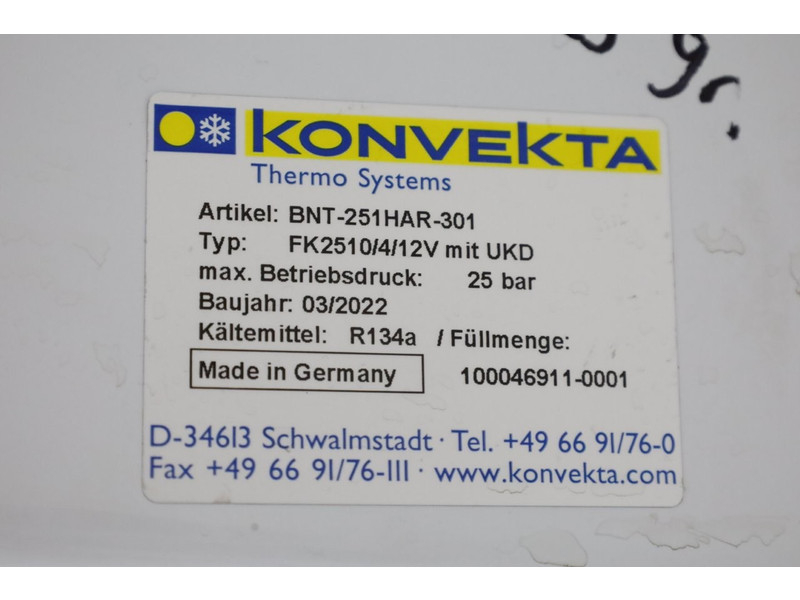 gr.
KONVEKTA
Thermo Systems
Artikel: BNT-251HAR-301
Typ: FK2510/4/12V mit UKD
max. Betriebsdruck: 25 bar
Baujahr: 03/2022
Kältemittel: R134a / Füllmenge:
Made in Germany 100046911-0001
D-34613 Schwalmstadt · Tel. +49 66 91/76-0
Fax +49 66 91/76-111 · www.konvekta.com